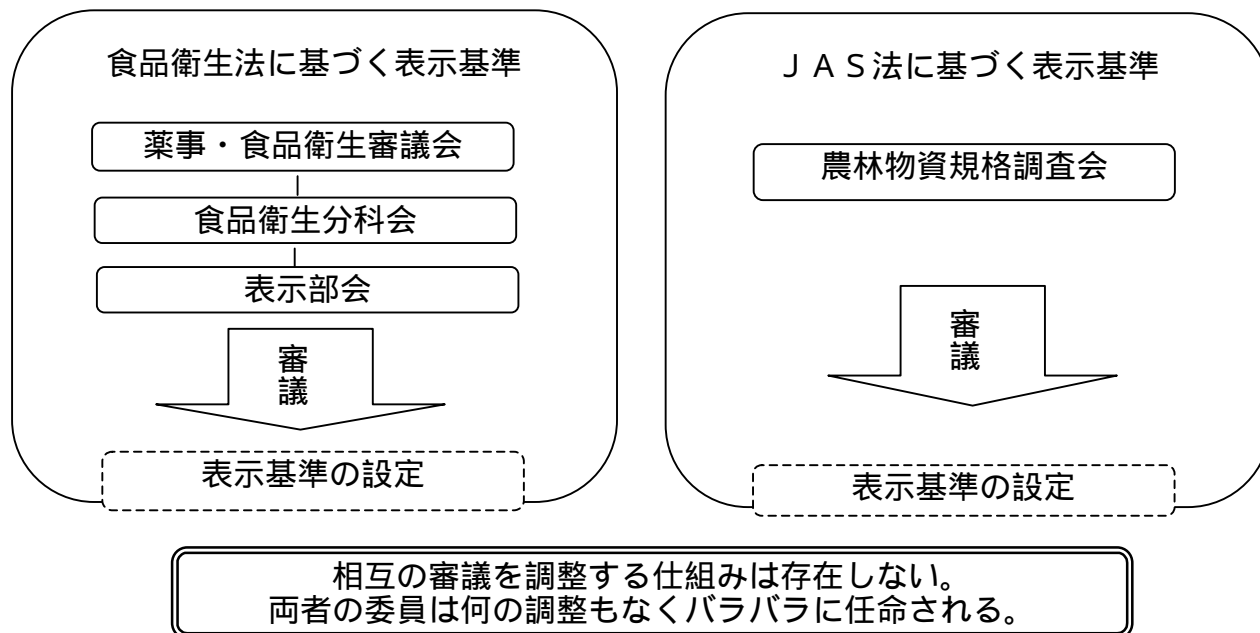 食品衛生法に基づく表示基準
薬事・食品衛生審議会
食品衛生分科会
表示部会
審議
表示基準の設定
ＪＡＳ法に基づく表示基準
農林物資規格調査会
審議
表示基準の設定
相互の審議を調整する仕組みは存在しない。
両者の委員は何の調整もなくバラバラに任命される。